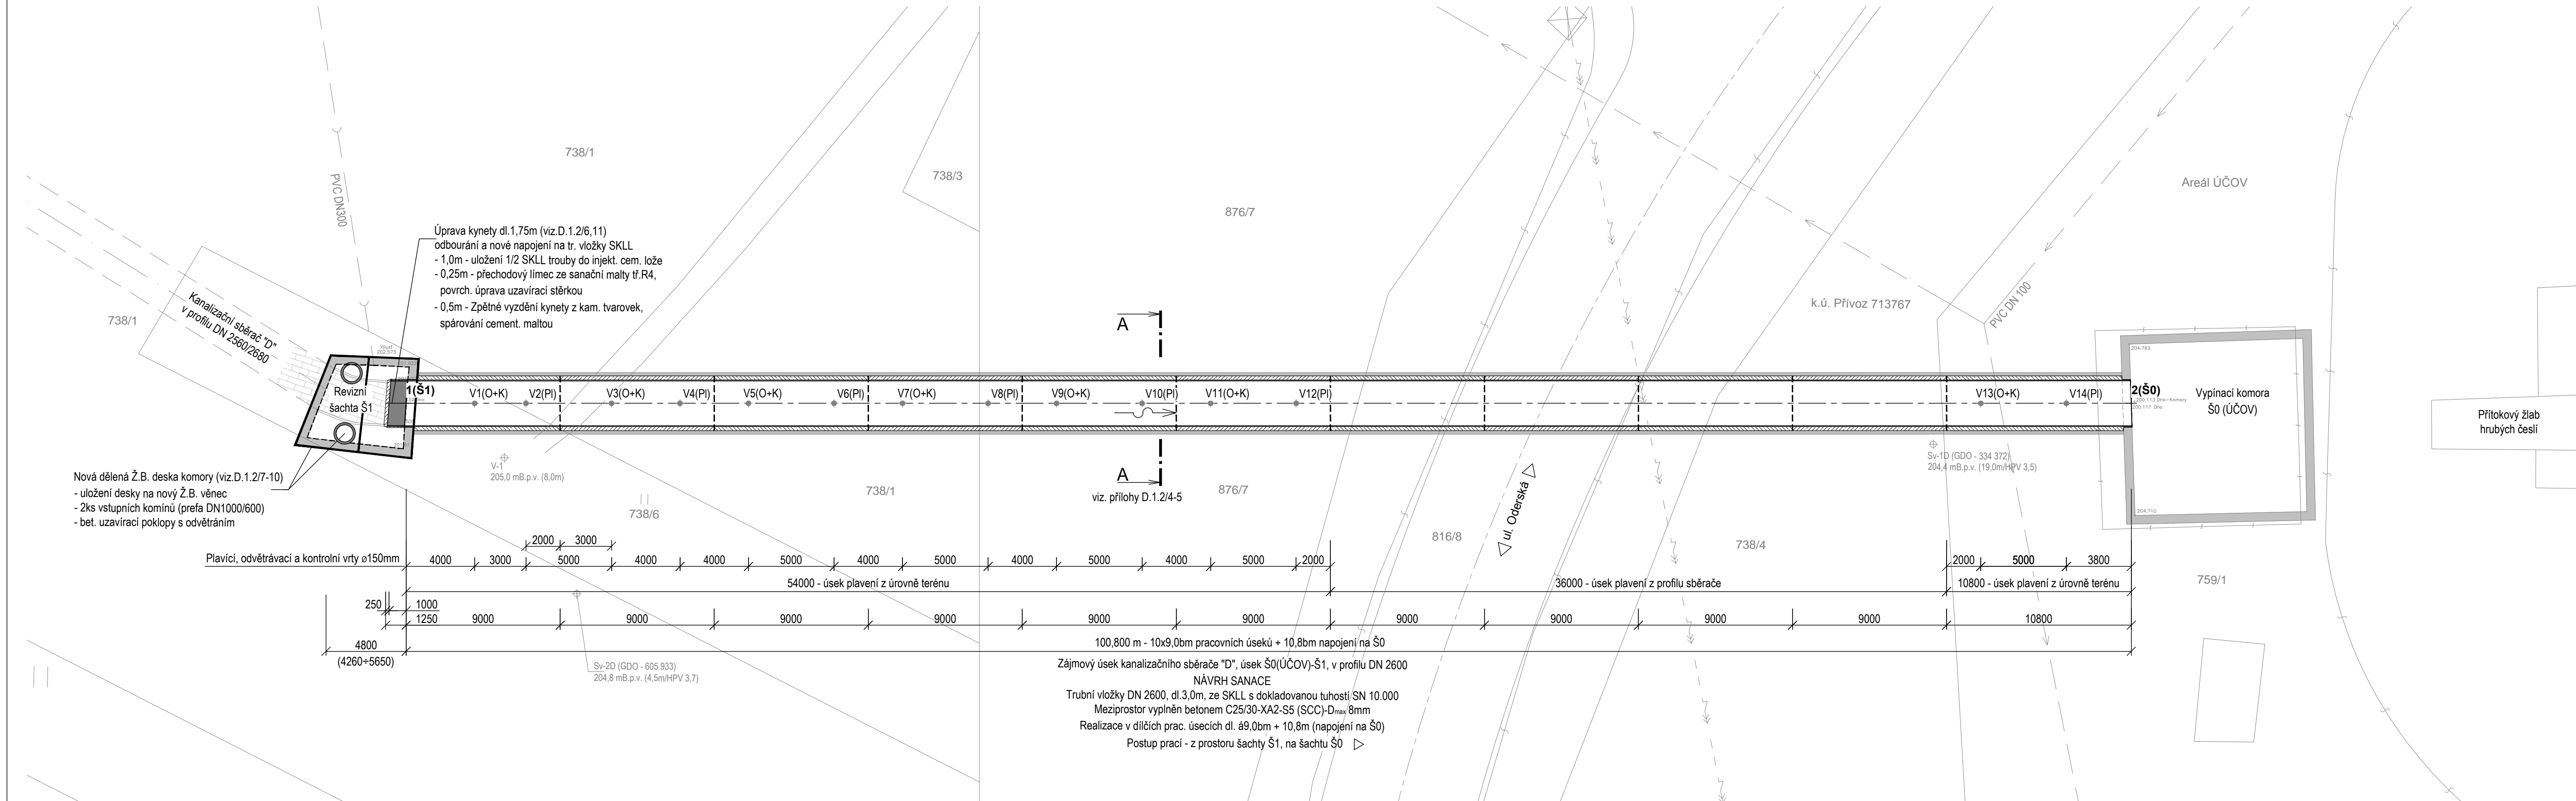 738/1
738/3
876/7
Areál ÚČOV
PVC DN300
Úprava kynety dl.1,75m (viz.D.1.2/6,11)
odbourání a nové napojení na tr. vložky SKLL
- 1,0m - uložení 1/2 SKLL trouby do injekt. cem. lože
- 0,25m - přechodový límec ze sanační malty tř.R4,
povrch. úprava uzavírací stěrkou
- 0,5m - Zpětné vyzdění kynety z kam. tvarovek,
spárování cement. maltou
Kanalizační sběrač "D"
v profilu DN 2560/2680
738/1
k.ú. Přívoz 713767
PVC DN 100
A
Výusť
202,573
204,763
Revizní
šachta Š1
1(Š1)
V1(O+K)
V2(Pl)
V3(O+K)
V4(Pl)
V5(O+K)
V6(Pl)
V7(O+K)
V8(Pl)
V9(O+K)
V10(Pl)
V11(O+K)
V12(Pl)
V13(O+K)
V14(Pl)
2(Š0)
200,113 Dno-Komory
200,117 Dno
Vypínací komora
Š0 (ÚČOV)
Přítokový žlab
hrubých česlí
V-1
205,0 mB.p.v. (8,0m)
Sv-1D (GDO - 334 372)
204,4 mB.p.v. (19,0m/HPV 3,5)
A
viz. přílohy D.1.2/4-5
738/1
876/7
204,710
Nová dělená Ž.B. deska komory (viz.D.1.2/7-10)
- uložení desky na nový Ž.B. věnec
- 2ks vstupních komínů (prefa DN1000/600)
- bet. uzavírací poklopy s odvětráním
738/6
ul. Oderská
816/8
738/4
2000
3000
Plavící, odvětrávací a kontrolní vrty ø150mm
4000
3000
5000
4000
4000
5000
4000
5000
4000
5000
4000
5000
2000
2000
5000
3800
54000 - úsek plavení z úrovně terénu
36000 - úsek plavení z profilu sběrače
10800 - úsek plavení z úrovně terénu
759/1
250
1000
1250
9000
9000
9000
9000
9000
9000
9000
9000
9000
9000
10800
4800
(4260÷5650)
100,800 m - 10x9,0bm pracovních úseků + 10,8bm napojení na Š0
Sv-2D (GDO - 605 933)
204,8 mB.p.v. (4,5m/HPV 3,7)
Zájmový úsek kanalizačního sběrače "D", úsek Š0(ÚČOV)-Š1, v profilu DN 2600
NÁVRH SANACE
Trubní vložky DN 2600, dl.3,0m, ze SKLL s dokladovanou tuhostí SN 10.000
Meziprostor vyplněn betonem C25/30-XA2-S5 (SCC)-Dmax 8mm
Realizace v dílčích prac. úsecích dl. á9,0bm + 10,8m (napojení na Š0)
Postup prací - z prostoru šachty Š1, na šachtu Š0